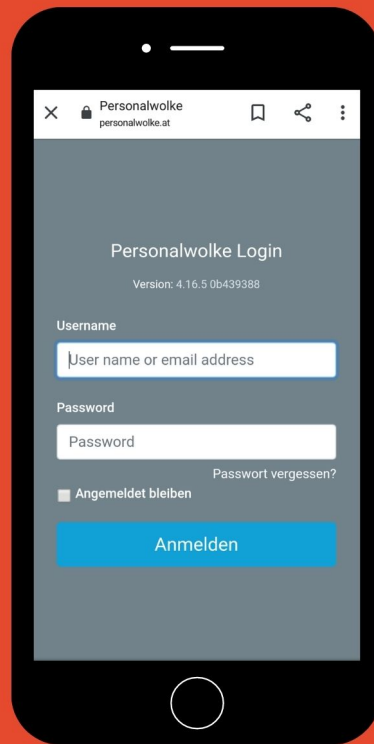 Personalwolke
personalwolke.at
Personalwolke Login
Version: 4.16.5 0b439388
Username
User name or email address
Password
Password
Passwort vergessen?
Angemeldet bleiben
Anmelden